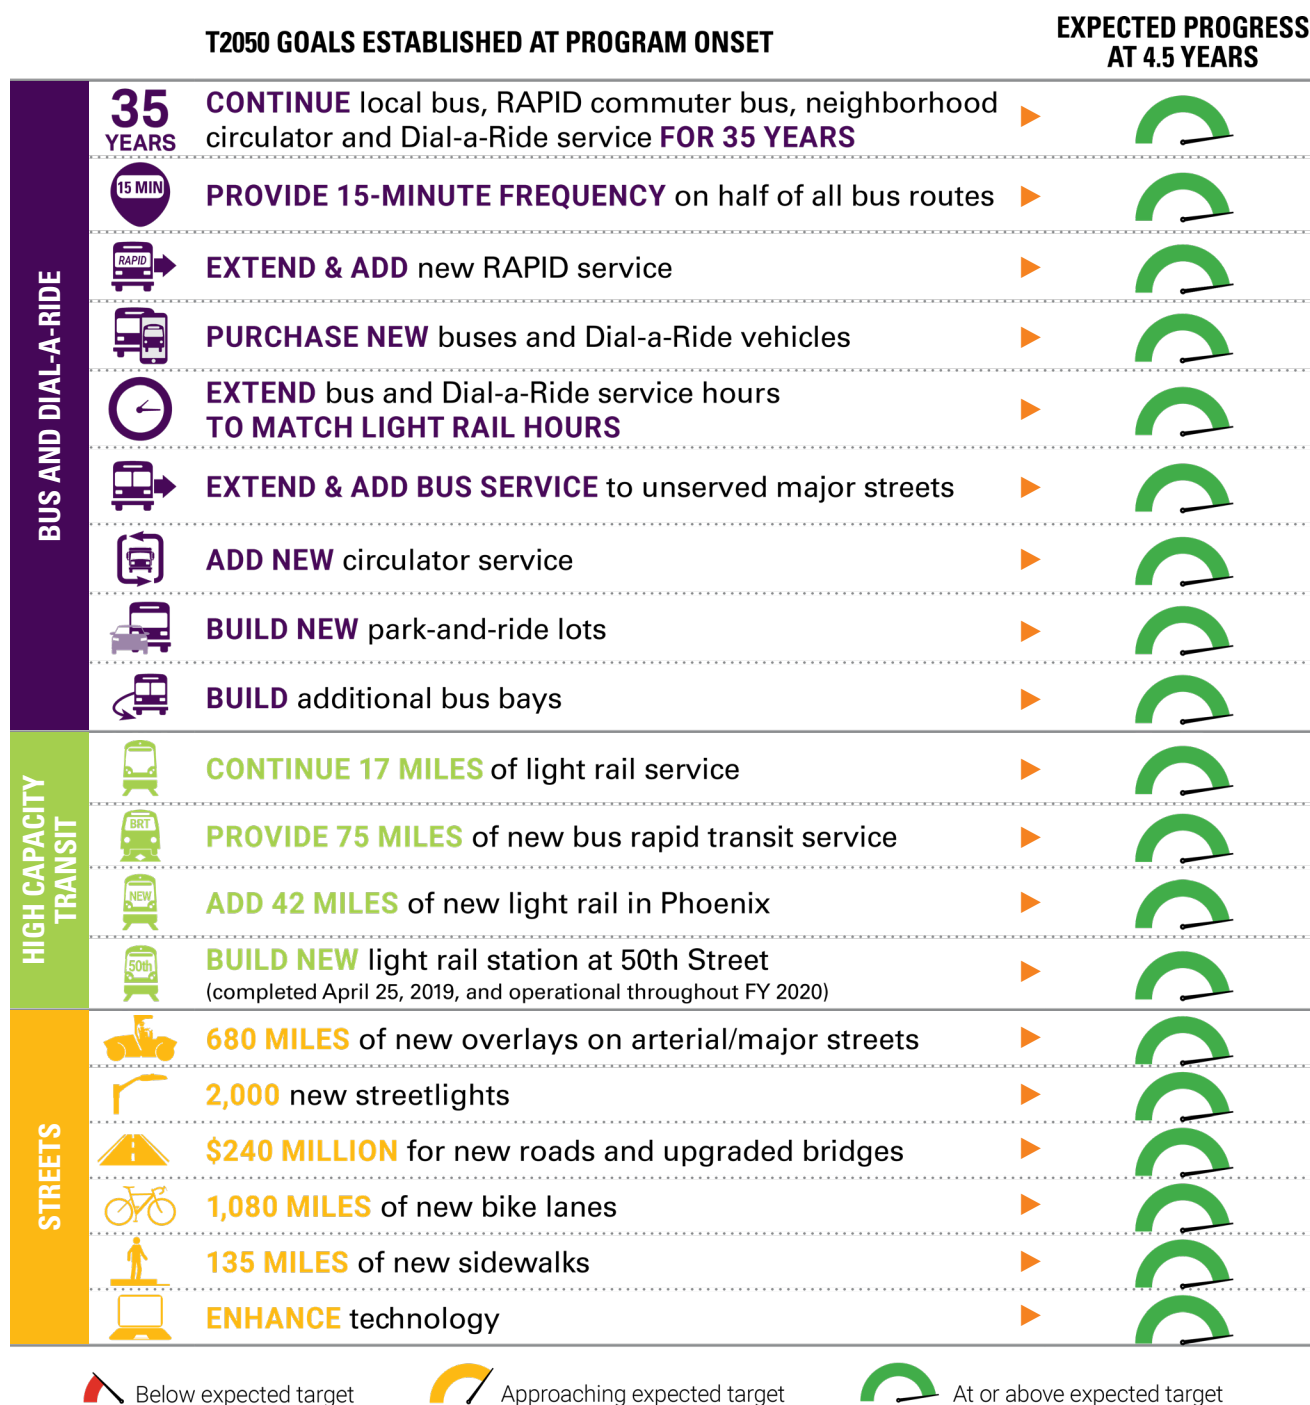 T2050 GOALS ESTABLISHED AT PROGRAM ONSET
EXPECTED PROGRESS
AT 4.5 YEARS
BUS AND DIAL-A-RIDE
35
YEARS
CONTINUE local bus, RAPID commuter bus, neighborhood
circulator and Dial-a-Ride service FOR 35 YEARS
15 MIN
PROVIDE 15-MINUTE FREQUENCY on half of all bus routes
RAPID
EXTEND & ADD new RAPID service
PURCHASE NEW buses and Dial-a-Ride vehicles
EXTEND bus and Dial-a-Ride service hours
TO MATCH LIGHT RAIL HOURS
EXTEND & ADD BUS SERVICE to unserved major streets
ADD NEW circulator service
BUILD NEW park-and-ride lots
BUILD additional bus bays
HIGH CAPACITY
TRANSIT
CONTINUE 17 MILES of light rail service
BRT
PROVIDE 75 MILES of new bus rapid transit service
NEW
ADD 42 MILES of new light rail in Phoenix
50th
BUILD NEW light rail station at 50th Street
(completed April 25, 2019, and operational throughout FY 2020)
STREETS
680 MILES of new overlays on arterial/major streets
2,000 new streetlights
$240 MILLION for new roads and upgraded bridges
1,080 MILES of new bike lanes
135 MILES of new sidewalks
ENHANCE technology
Below expected target
Approaching expected target
At or above expected target